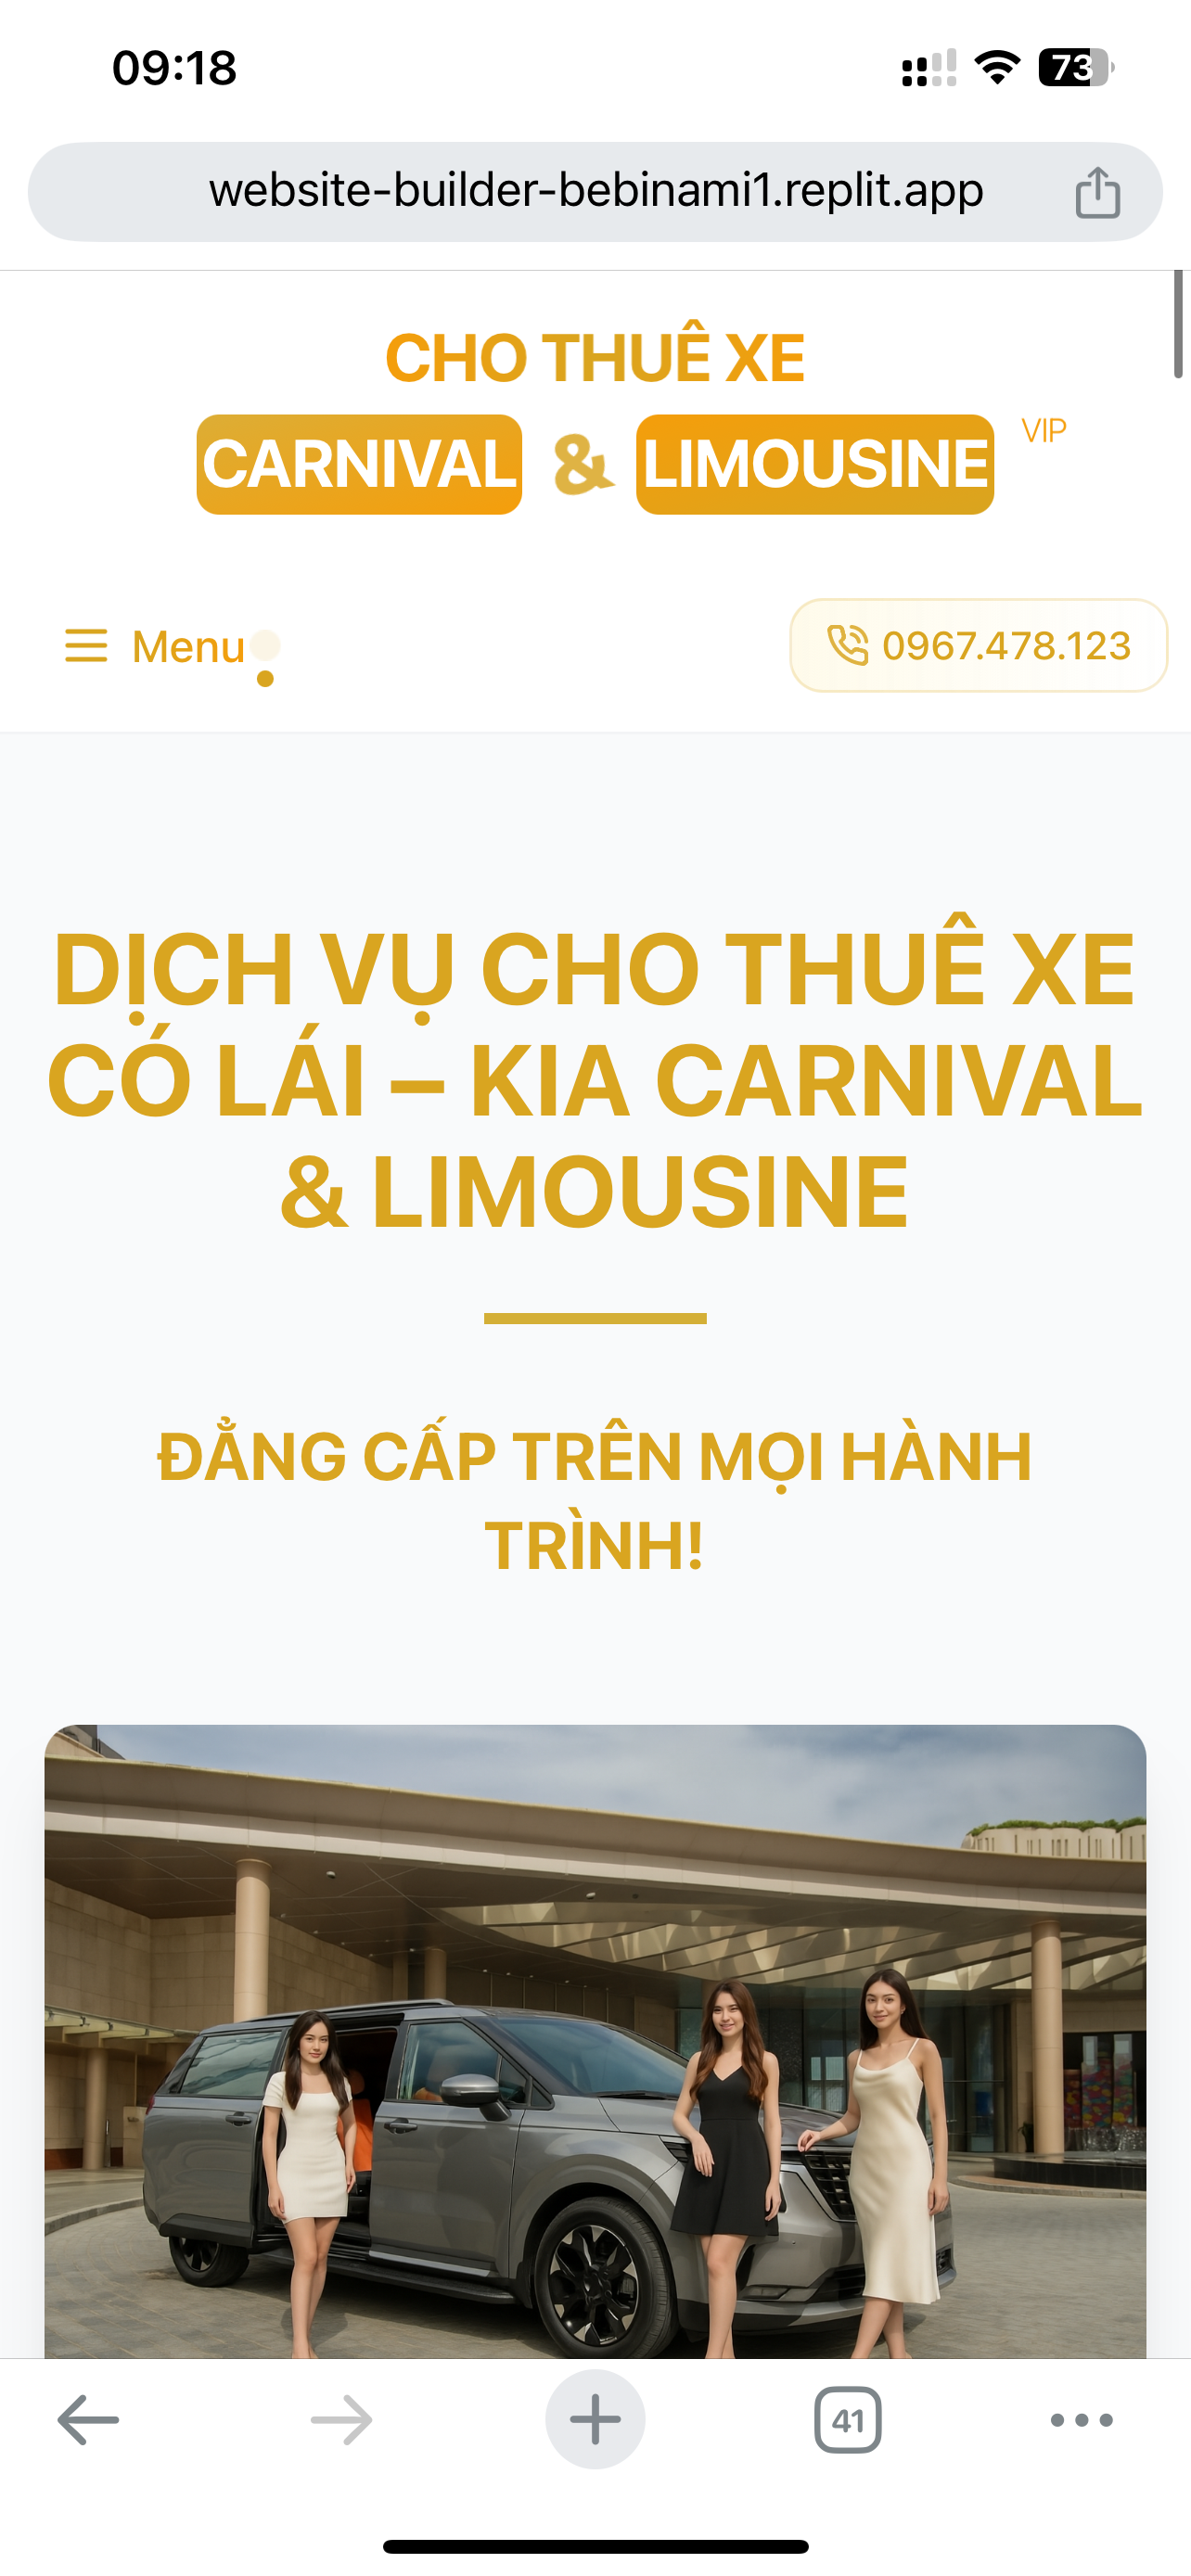 09:18
73
website-builder-bebinami1.replit.app
CHO THUÊ XE
CARNIVAL & LIMOUSINE VIP
Menu
0967.478.123
DỊCH VỤ CHO THUÊ XE
CÓ LÁI – KIA CARNIVAL
& LIMOUSINE
ĐẲNG CẤP TRÊN MỌI HÀNH
TRÌNH!
41